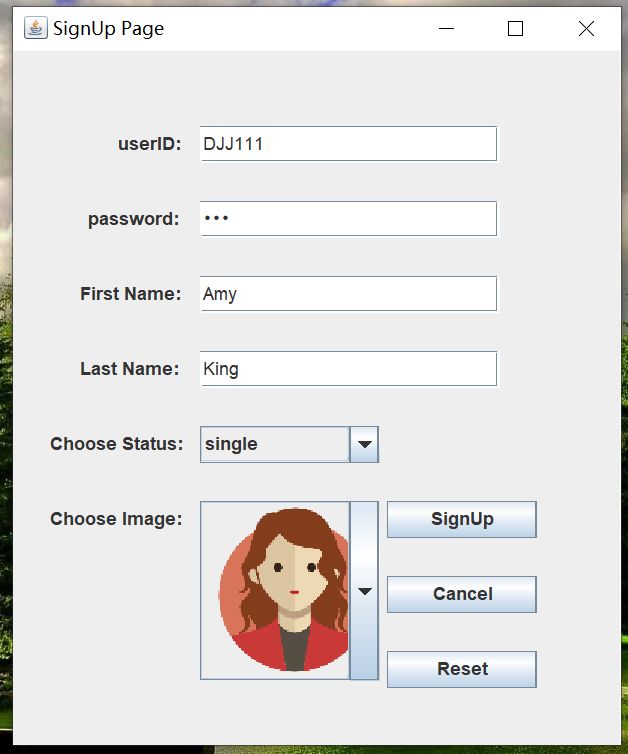 SignUp Page
userID: DJJ111
password: •••
First Name: Amy
Last Name: King
Choose Status: single
Choose Image:
SignUp
Cancel
Reset